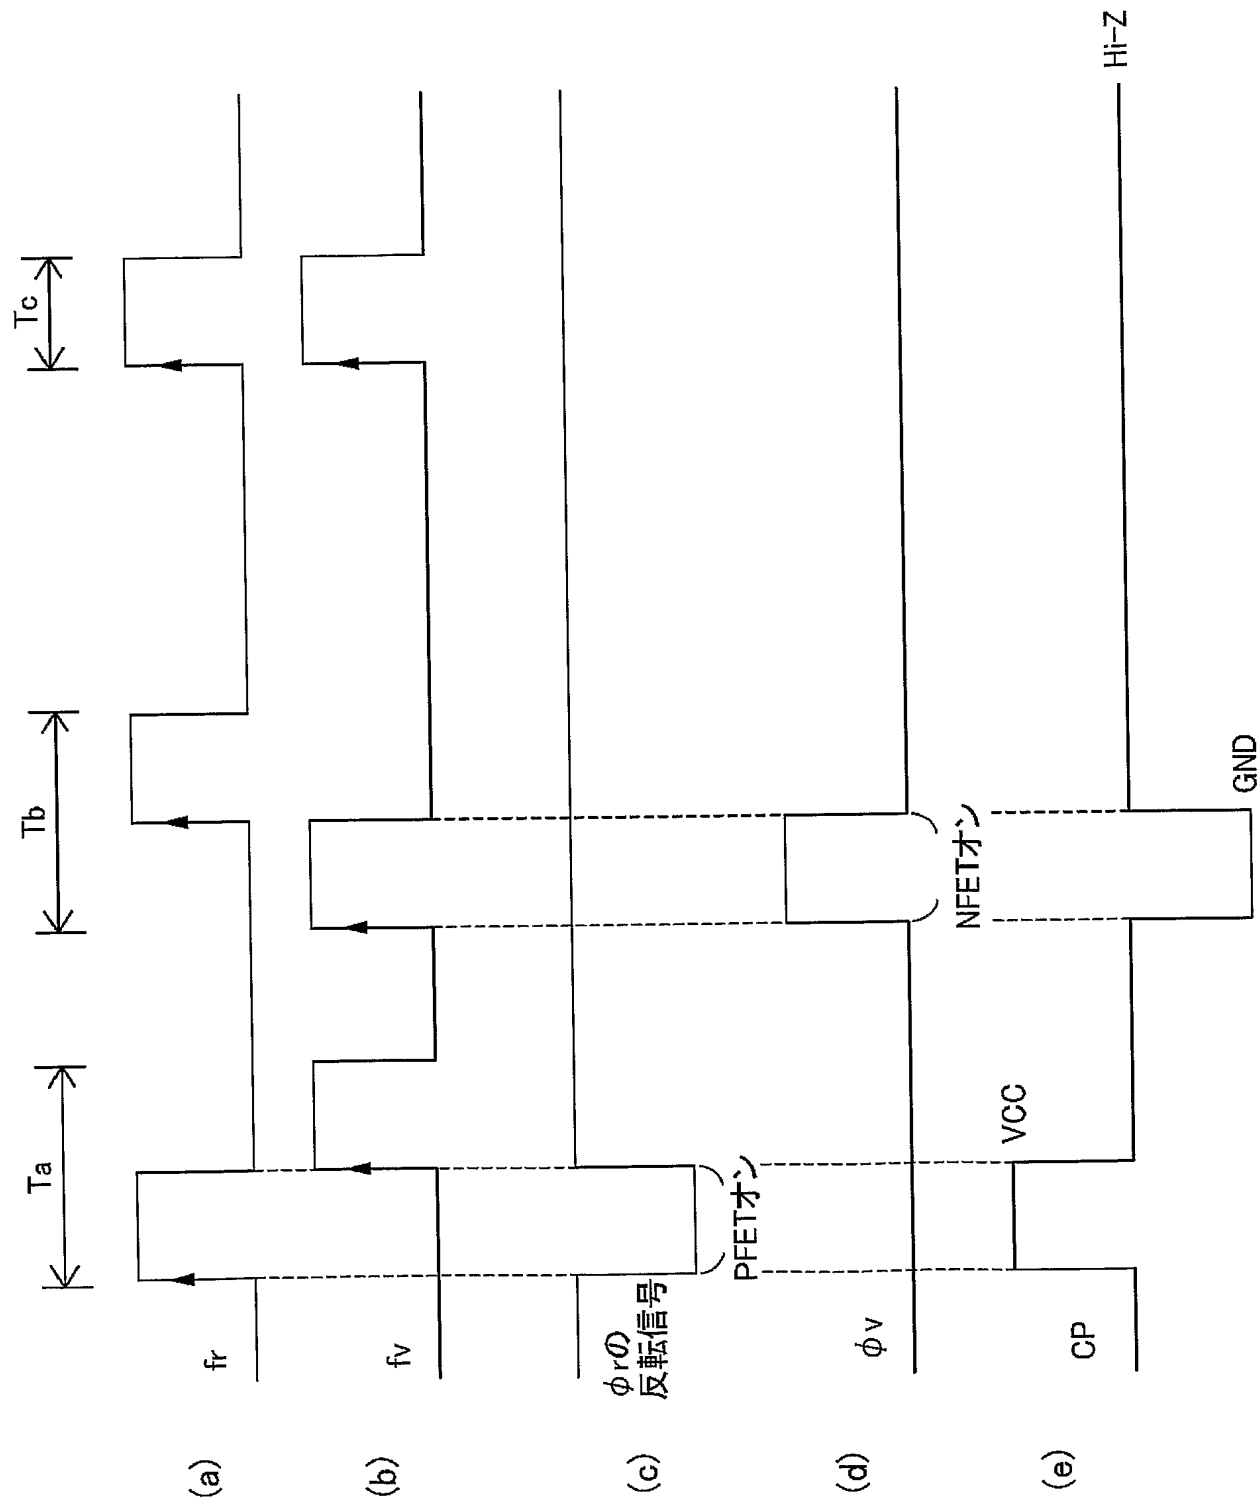 Ta
Tb
Tc
(a)
fr
(b)
fv
(c)
φrの
反転信号
PFETオン
(d)
φv
NFETオン
(e)
CP
VCC
GND
Hi-Z